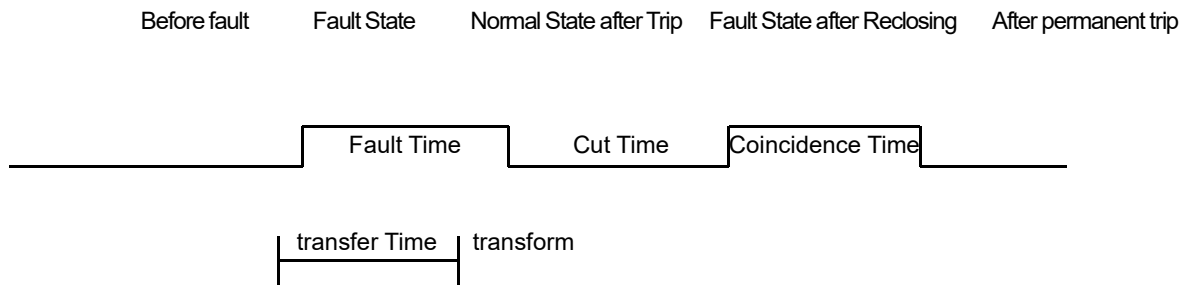 Before fault Fault State Normal State after Trip Fault State after Reclosing After permanent trip
Fault Time Cut Time Coincidence Time
transfer Time transform